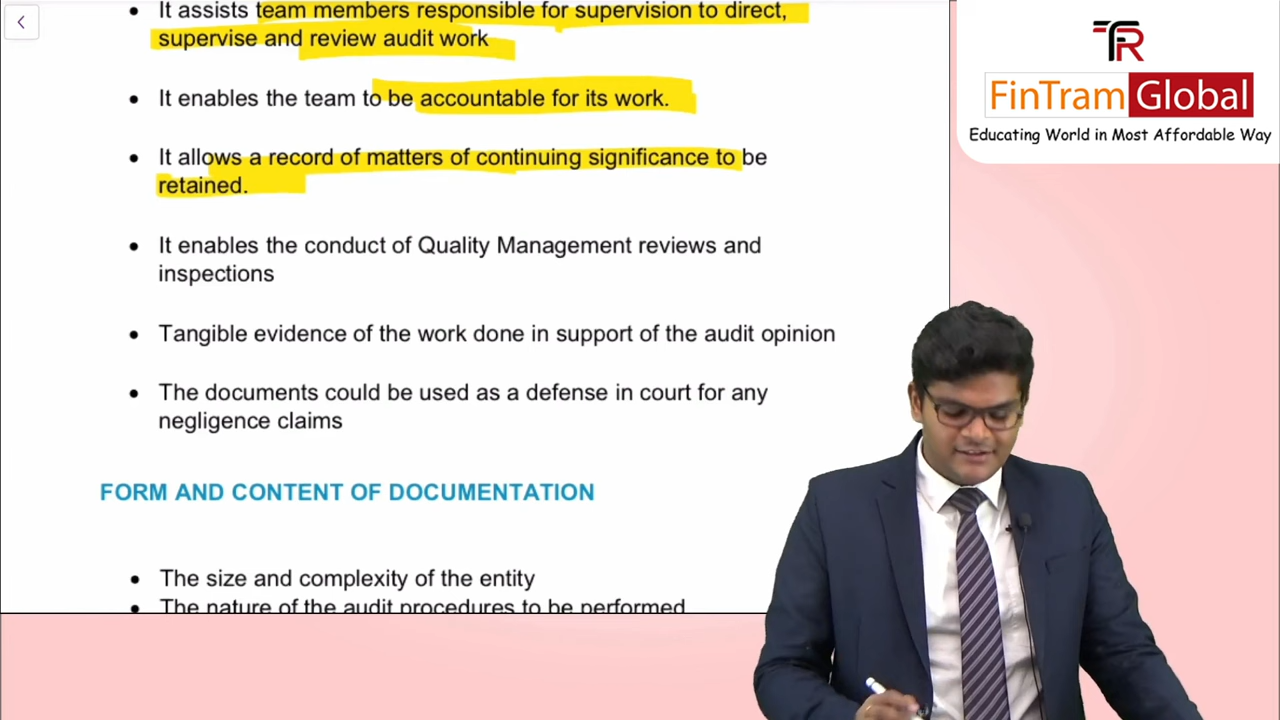 • It assists team members responsible for supervision to direct,
supervise and review audit work
• It enables the team to be accountable for its work.
• It allows a record of matters of continuing significance to be
retained.
• It enables the conduct of Quality Management reviews and
inspections
• Tangible evidence of the work done in support of the audit opinion
• The documents could be used as a defense in court for any
negligence claims
FORM AND CONTENT OF DOCUMENTATION
• The size and complexity of the entity
• The nature of the audit procedures to be performed
TR
FinTram Global
Educating World in Most Affordable Way